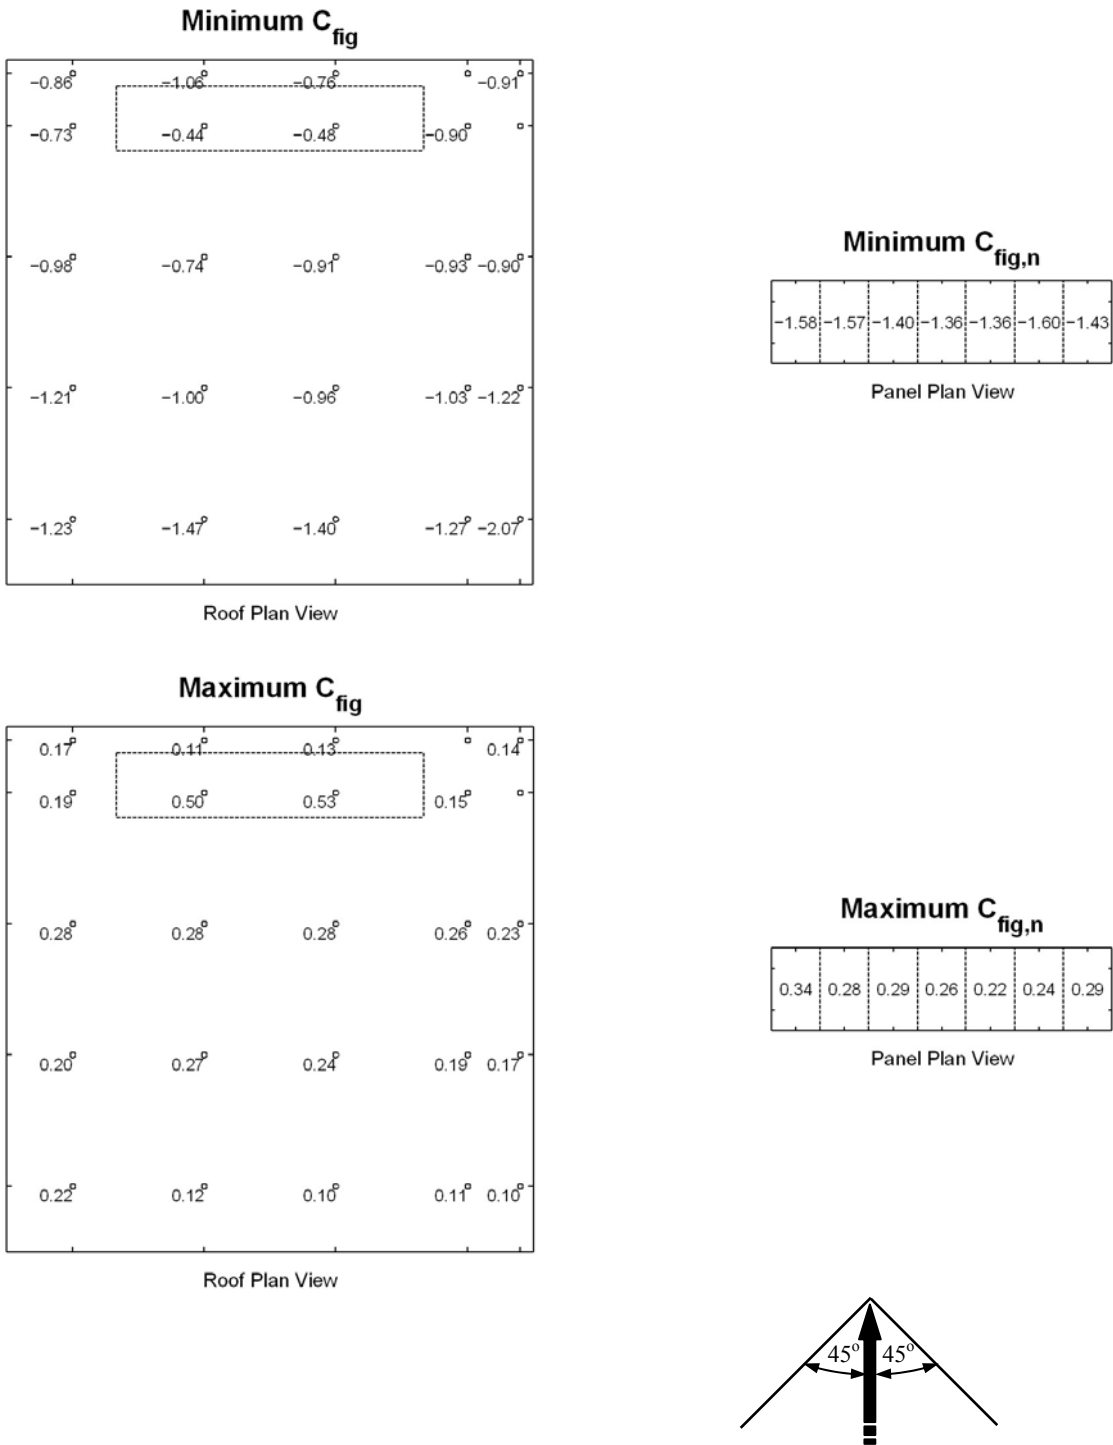 Minimum Cfig
−0.86 −1.06 −0.76 −0.91
−0.73 −0.44 −0.48 −0.90
−0.98 −0.74 −0.91 −0.93 −0.90
−1.21 −1.00 −0.96 −1.03 −1.22
−1.23 −1.47 −1.40 −1.27 −2.07
Roof Plan View
Minimum Cfig,n
−1.58 −1.57 −1.40 −1.36 −1.36 −1.60 −1.43
Panel Plan View
Maximum Cfig
0.17 0.11 0.13 0.14
0.19 0.50 0.53 0.15
0.28 0.28 0.28 0.26 0.23
0.20 0.27 0.24 0.19 0.17
0.22 0.12 0.10 0.11 0.10
Roof Plan View
Maximum Cfig,n
0.34 0.28 0.29 0.26 0.22 0.24 0.29
Panel Plan View
45º 45º